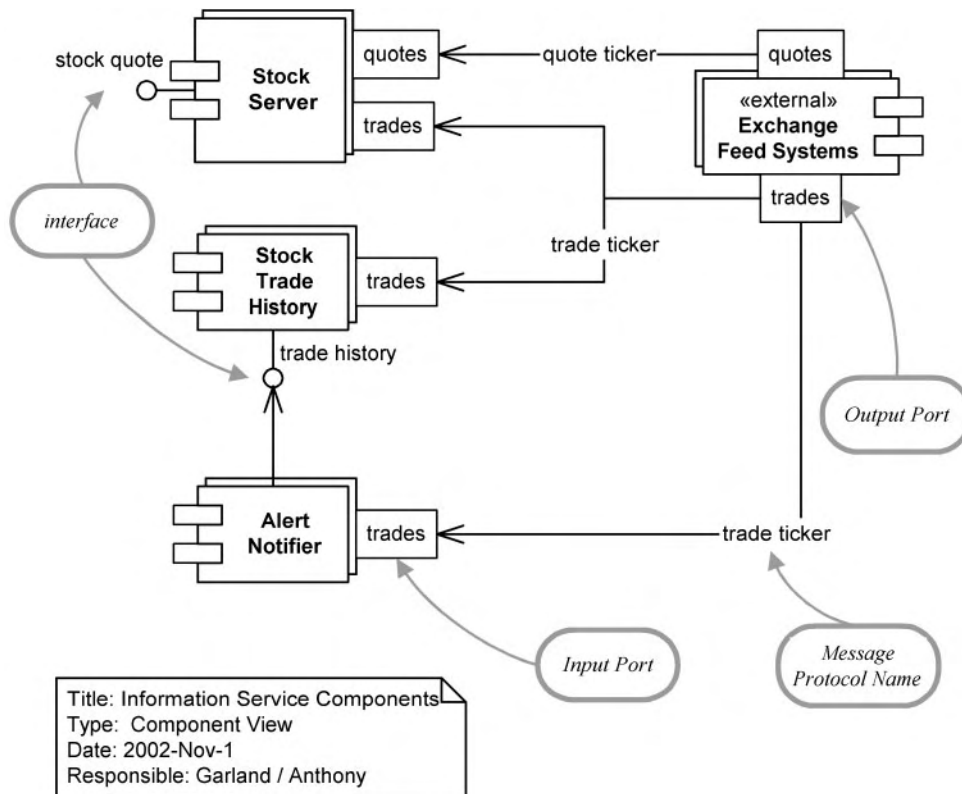 stock quote
Stock
Server
quotes
trades
quote ticker
quotes
«external»
Exchange
Feed Systems
trades
interface
trade ticker
Stock
Trade
History
trades
trade history
Output Port
Alert
Notifier
trades
trade ticker
Input Port
Message
Protocol Name
Title: Information Service Components
Type: Component View
Date: 2002-Nov-1
Responsible: Garland / Anthony